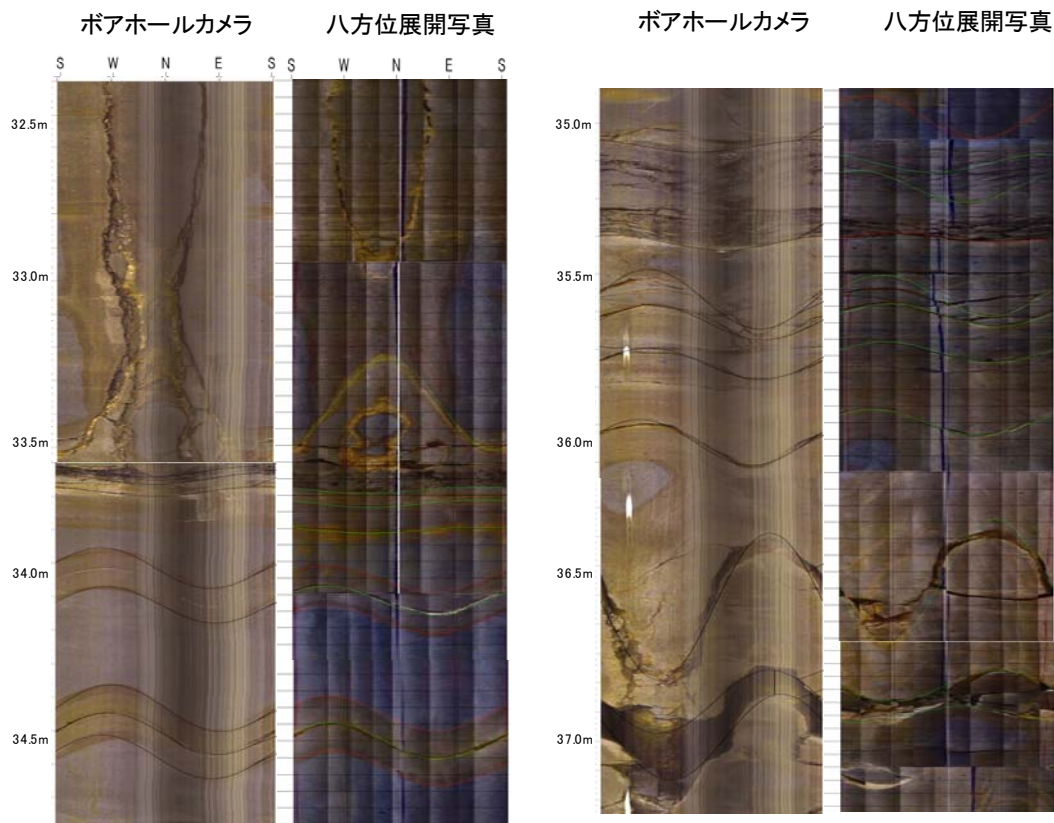 ボアホールカメラ
八方位展開写真
ボアホールカメラ
八方位展開写真
S W N E S
S W N E S
32.5m
33.0m
33.5m
34.0m
34.5m
35.0m
35.5m
36.0m
36.5m
37.0m